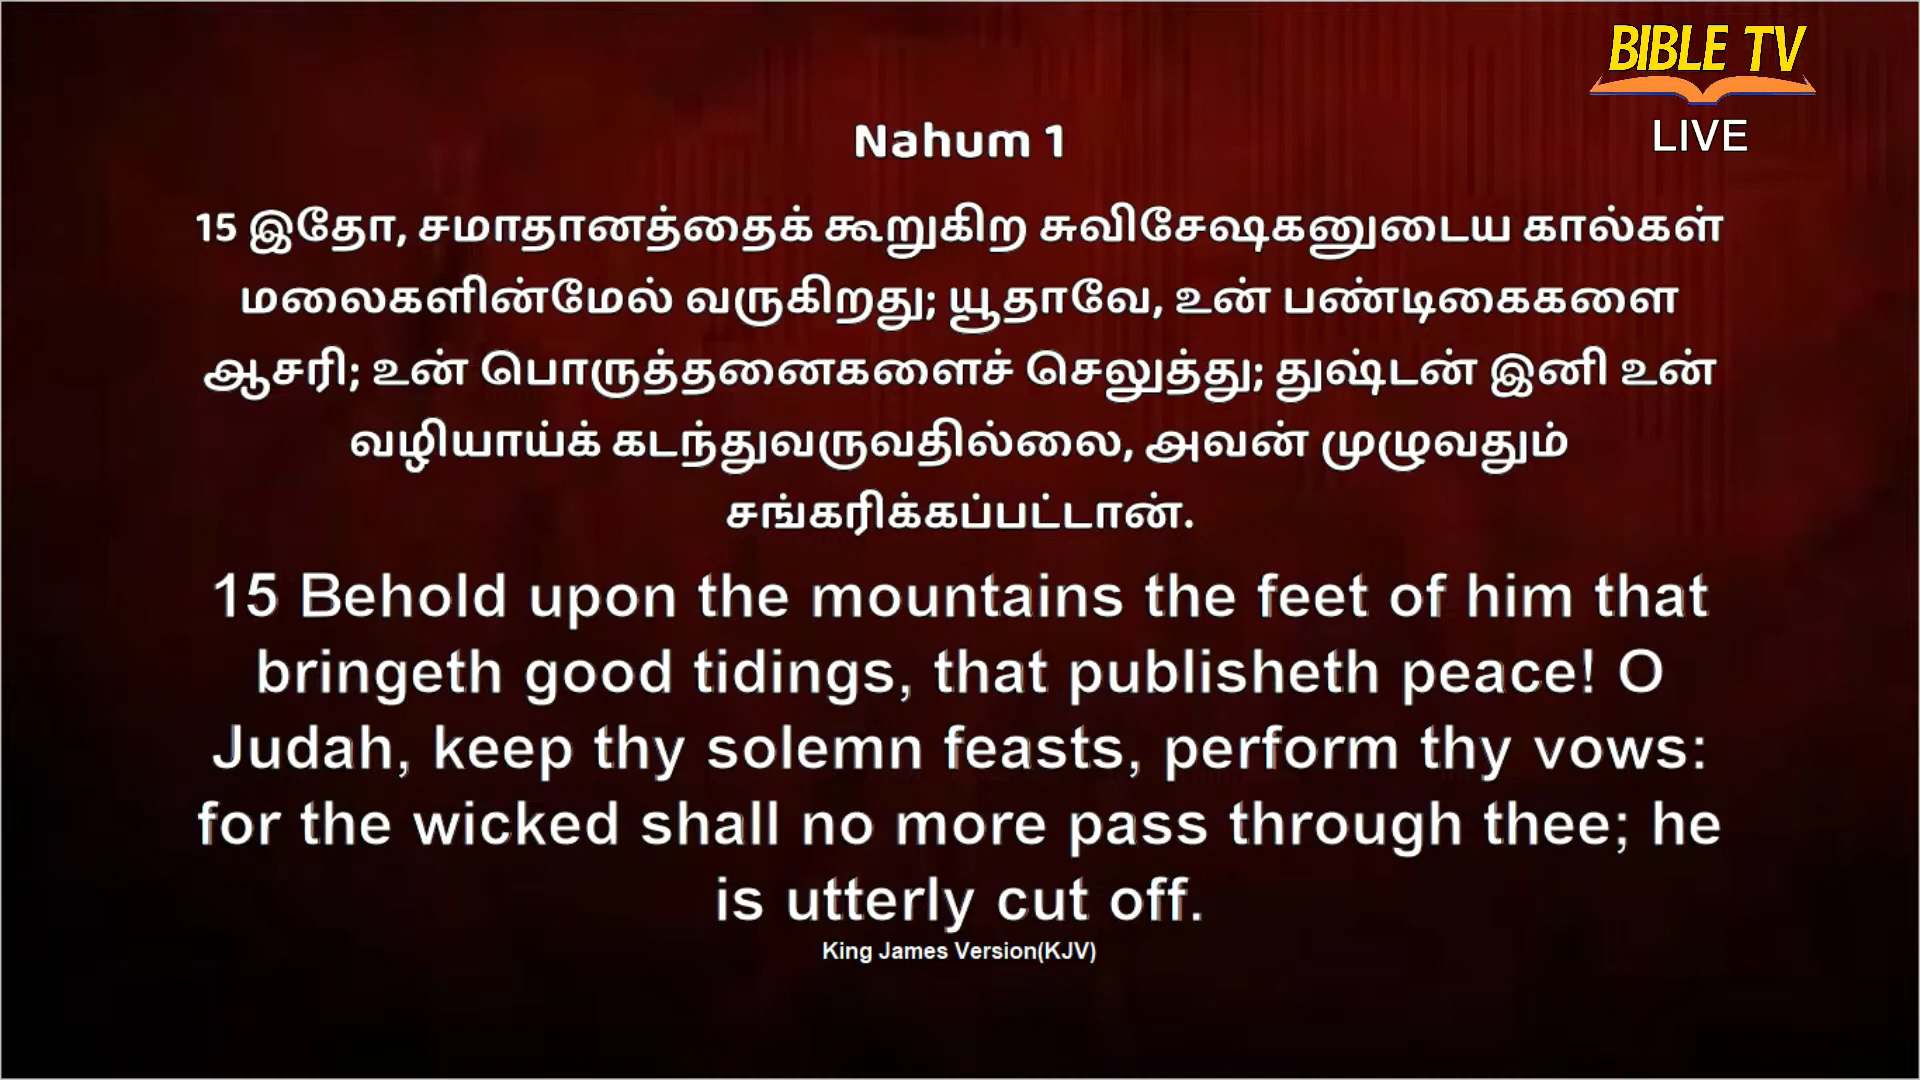 BIBLE TV
LIVE
Nahum 1
15 இதோ, சமாதானத்தைக் கூறுகிற சுவிசேஷகனுடைய கால்கள்
மலைகளின்மேல் வருகிறது; யூதாவே, உன் பண்டிகைகளை
ஆசரி; உன் பொருத்தனைகளைச் செலுத்து; துஷ்டன் இனி உன்
வழியாய்க் கடந்துவருவதில்லை, அவன் முழுவதும்
சங்கரிக்கப்பட்டான்.
15 Behold upon the mountains the feet of him that
bringeth good tidings, that publisheth peace! O
Judah, keep thy solemn feasts, perform thy vows:
for the wicked shall no more pass through thee; he
is utterly cut off.
King James Version(KJV)